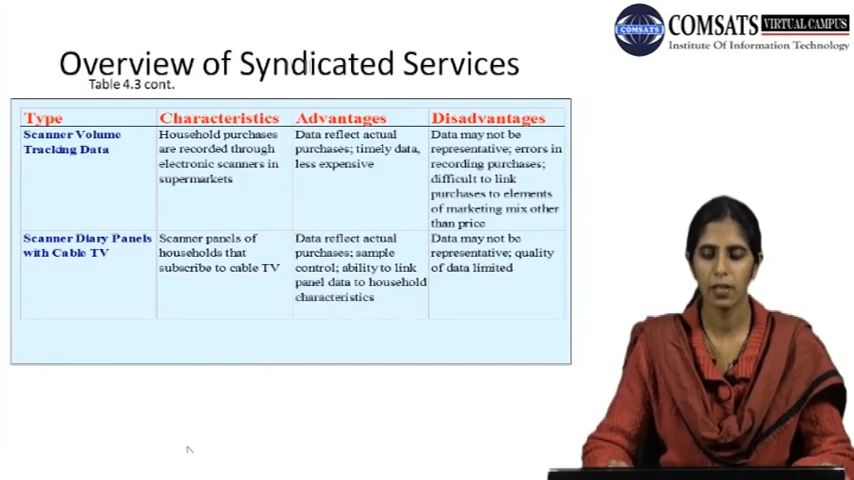 COMSATS VIRTUAL CAMPUS
COMSATS
Institute Of Information Technology
Overview of Syndicated Services
Table 4.3 cont.
Type Characteristics Advantages Disadvantages
Scanner Volume Tracking Data
Household purchases are recorded through electronic scanners in supermarkets
Data reflect actual purchases; timely data, less expensive
Data may not be representative; errors in recording purchases; difficult to link purchases to elements of marketing mix other than price
Scanner Diary Panels with Cable TV
Scanner panels of households that subscribe to cable TV
Data reflect actual purchases; sample control; ability to link panel data to household characteristics
Data may not be representative; quality of data limited